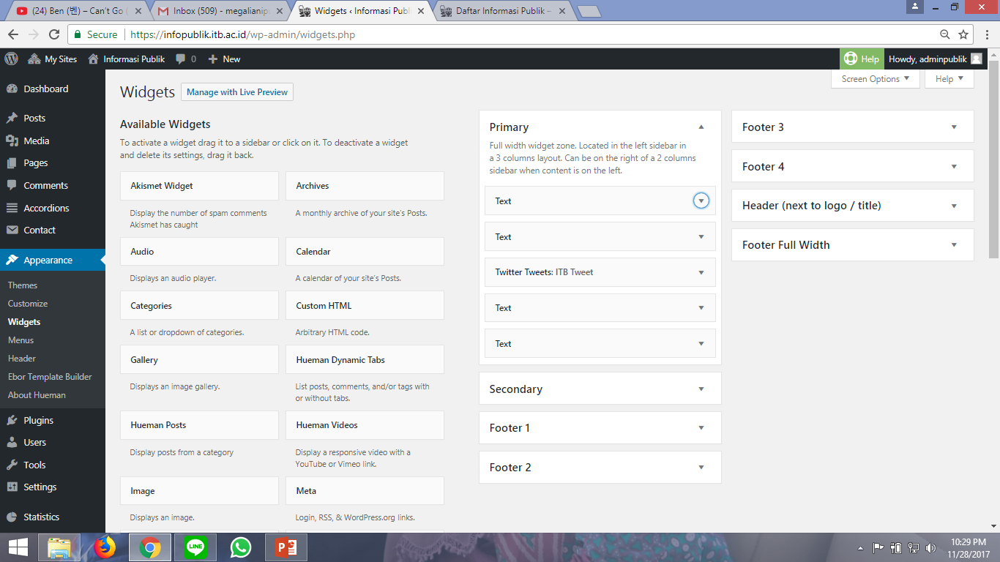 (24) Ben (벤) – Can't Go (
Inbox (509) - megalianipu
Widgets ‹ Informasi Publi
Daftar Informasi Publik –
Secure
https://infopublik.itb.ac.id/wp-admin/widgets.php
My Sites
Informasi Publik
0
New
Help
Howdy, adminpublik
Dashboard
Posts
Media
Pages
Comments
Accordions
Contact
Appearance
Themes
Customize
Widgets
Menus
Header
Ebor Template Builder
About Hueman
Plugins
Users
Tools
Settings
Statistics
Screen Options
Help
Widgets
Manage with Live Preview
Available Widgets
To activate a widget drag it to a sidebar or click on it. To deactivate a widget
and delete its settings, drag it back.
Akismet Widget
Display the number of spam comments
Akismet has caught
Archives
A monthly archive of your site's Posts.
Audio
Displays an audio player.
Calendar
A calendar of your site's Posts.
Categories
A list or dropdown of categories.
Custom HTML
Arbitrary HTML code.
Gallery
Displays an image gallery.
Hueman Dynamic Tabs
List posts, comments, and/or tags with
or without tabs.
Hueman Posts
Display posts from a category
Hueman Videos
Display a responsive video with a
YouTube or Vimeo link.
Image
Displays an image.
Meta
Login, RSS, & WordPress.org links.
Primary
Full width widget zone. Located in the left sidebar in
a 3 columns layout. Can be on the right of a 2 columns
sidebar when content is on the left.
Text
Text
Twitter Tweets: ITB Tweet
Text
Text
Secondary
Footer 1
Footer 2
Footer 3
Footer 4
Header (next to logo / title)
Footer Full Width
LINE
10:29 PM
11/28/2017